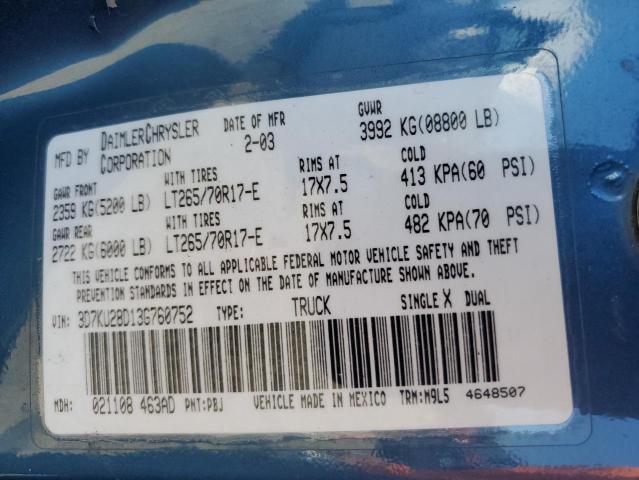 MFD BY DAIMLERCHRYSLER CORPORATION DATE OF MFR 2-03 GVWR 3992 KG(08800 LB)
GAWR FRONT WITH TIRES RIMS AT COLD
2359 KG(5200 LB) LT265/70R17-E 17X7.5 413 KPA(60 PSI)
GAWR REAR WITH TIRES RIMS AT COLD
2722 KG(6000 LB) LT265/70R17-E 17X7.5 482 KPA(70 PSI)
THIS VEHICLE CONFORMS TO ALL APPLICABLE FEDERAL MOTOR VEHICLE SAFETY AND THEFT
PREVENTION STANDARDS IN EFFECT ON THE DATE OF MANUFACTURE SHOWN ABOVE.
VIN: 3D7KU28D13G760752 TYPE: TRUCK SINGLE X DUAL
MDH: 021108 463AD PNT:PBJ VEHICLE MADE IN MEXICO TRM:M9L5 4648507